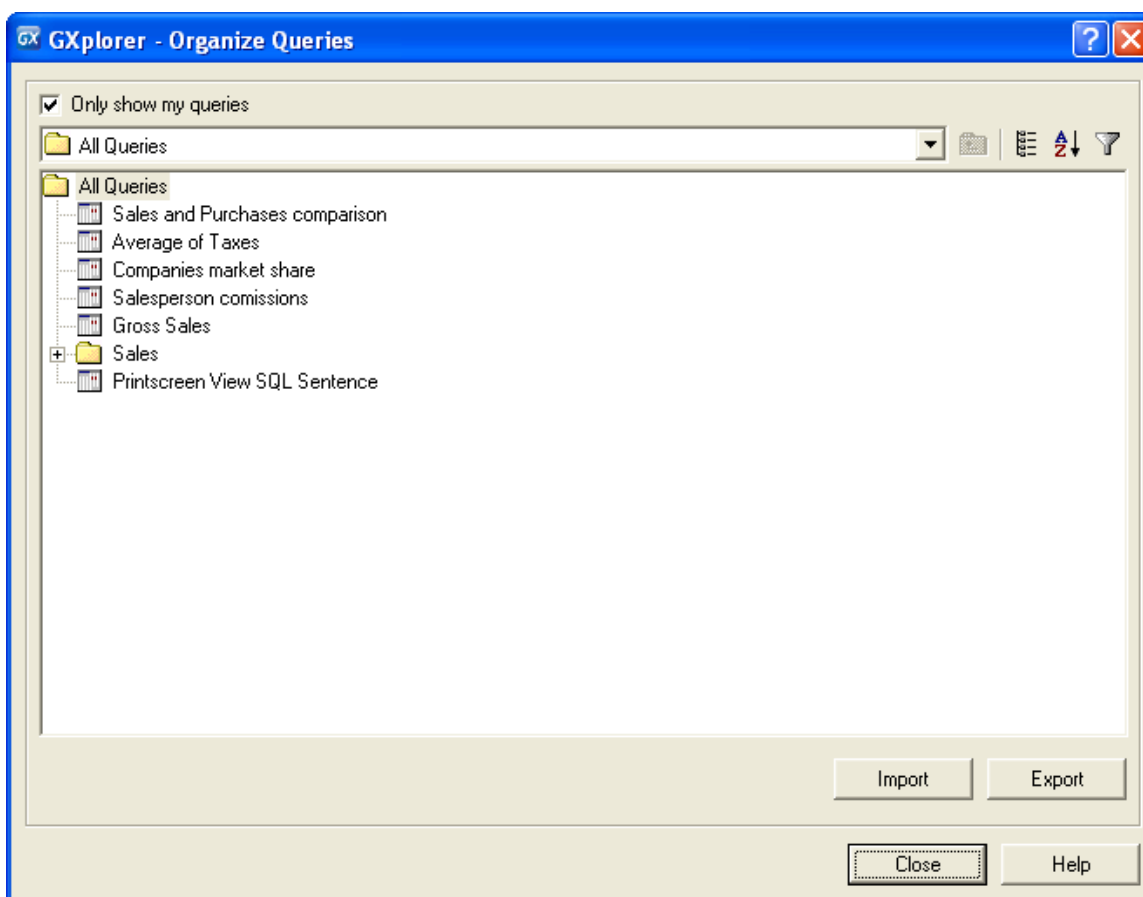 GX GXplorer - Organize Queries
Only show my queries
All Queries
All Queries
Sales and Purchases comparison
Average of Taxes
Companies market share
Salesperson comissions
Gross Sales
Sales
Printscreen View SQL Sentence
Import Export
Close Help